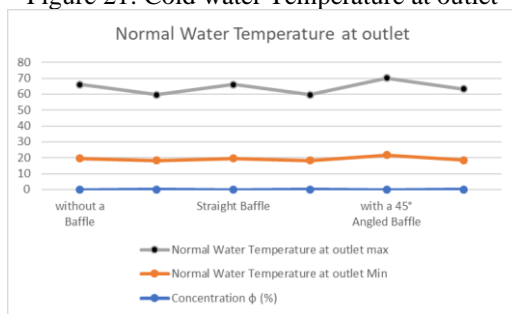 Figure 21: Cold water Temperature at outlet
Normal Water Temperature at outlet
80
70
60
50
40
30
20
10
0
without a
Baffle
Straight Baffle
with a 45°
Angled Baffle
Normal Water Temperature at outlet max
Normal Water Temperature at outlet Min
Concentration ϕ (%)